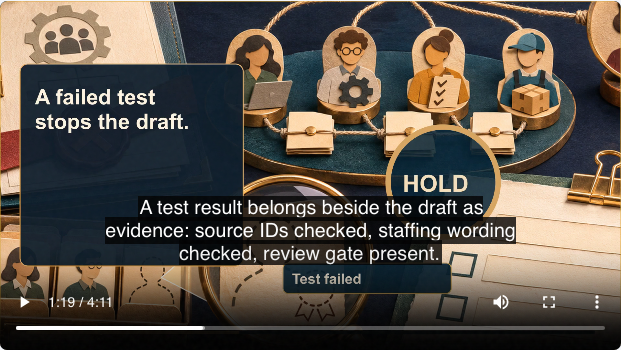 A failed test
stops the draft.
HOLD
A test result belongs beside the draft as
evidence: source IDs checked, staffing wording
checked, review gate present.
Test failed
1:19 / 4:11